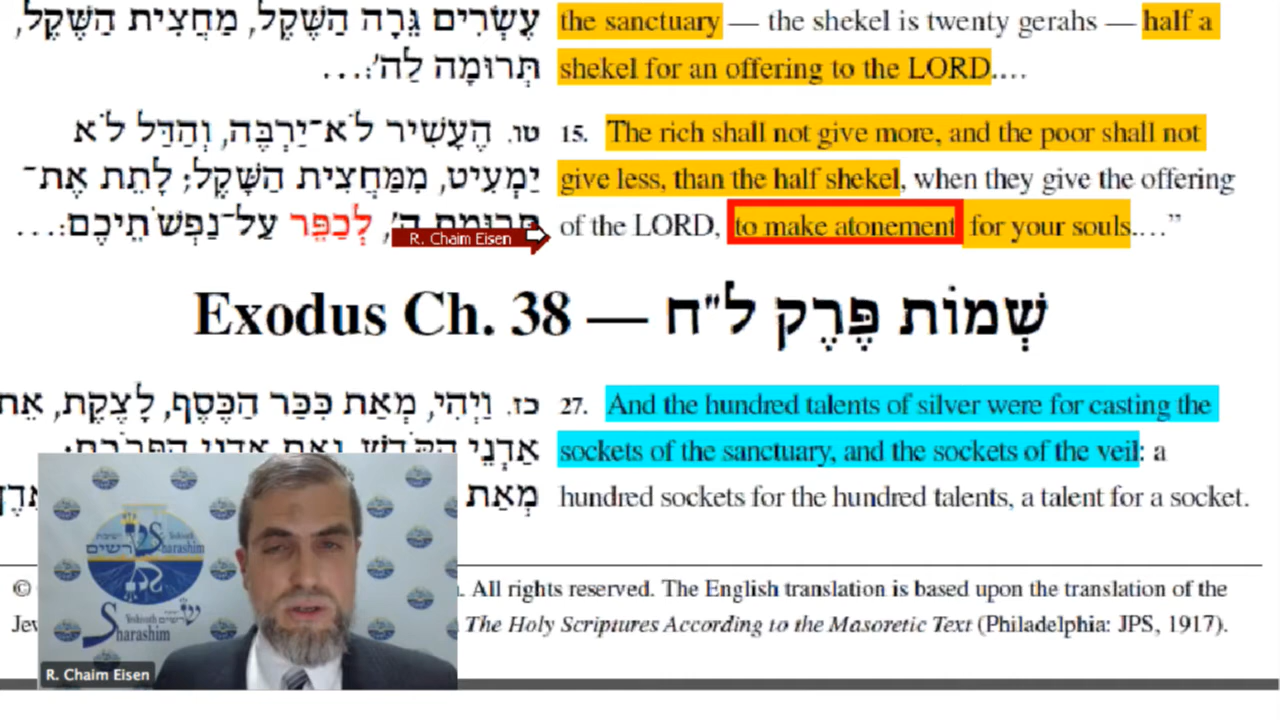 עֶשְׂרִים גֵּרָה הַשֶּׁקֶל, מַחֲצִית הַשֶּׁקֶל,
תְּרוּמָה לַה׳:...
the sanctuary — the shekel is twenty gerahs — half a
shekel for an offering to the LORD....
טו. הֶעָשִׁיר לֹא־יַרְבֶּה, וְהַדַּל לֹא
יַמְעִיט, מִמַּחֲצִית הַשָּׁקֶל; לָתֵת אֶת־
תְּרוּמַת ה׳, לְכַפֵּר עַל־נַפְשֹׁתֵיכֶם:...
15. The rich shall not give more, and the poor shall not
give less, than the half shekel, when they give the offering
of the LORD, to make atonement for your souls....”
R. Chaim Eisen
Exodus Ch. 38 — שְׁמוֹת פֶּרֶק ל"ח
כז. וַיְהִי, מְאַת כִּכַּר הַכֶּסֶף, לָצֶקֶת, אֵת
אַדְנֵי הַקֹּדֶשׁ וְאֵת אַדְנֵי הַפָּרֹכֶת:
מְאַת
27. And the hundred talents of silver were for casting the
sockets of the sanctuary, and the sockets of the veil: a
hundred sockets for the hundred talents, a talent for a socket.
©
All rights reserved. The English translation is based upon the translation of the
The Holy Scriptures According to the Masoretic Text (Philadelphia: JPS, 1917).
ישיבת
שרשים
Sharashim
Yeshivath
Sharashim
R. Chaim Eisen